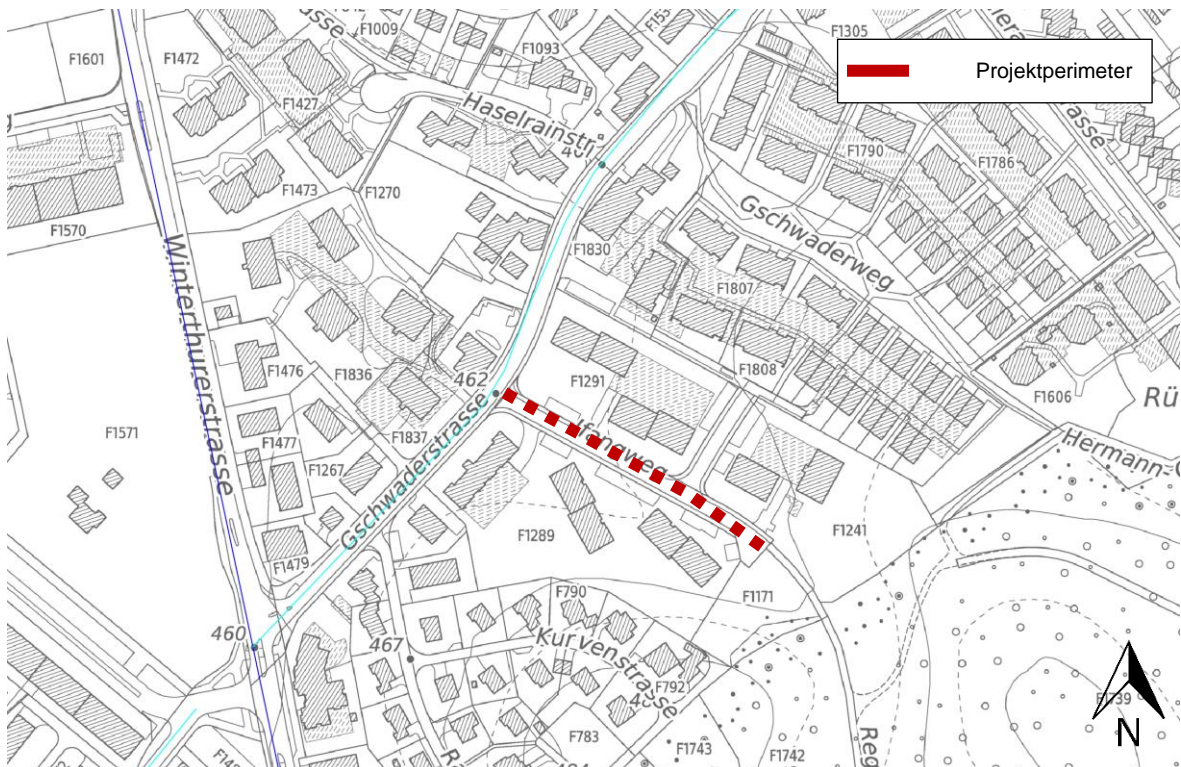 F1601
F1472
F1009
F1093
F1305
Projektperimeter
F1427
Haselrainstr.
F1790
F1786
F1473
F1270
F1570
Winterthurerstrasse
F1830
Gschwaderweg
F1807
F1476
F1836
462
F1291
F1808
F1606
F1571
F1477
F1837
Gschwaderstrasse
Ifangweg
F1267
Hermann-
F1289
F1241
F1479
F790
F1171
460
467
Kurvenstrasse
F792
F1739
F783
F1743
F1742
N